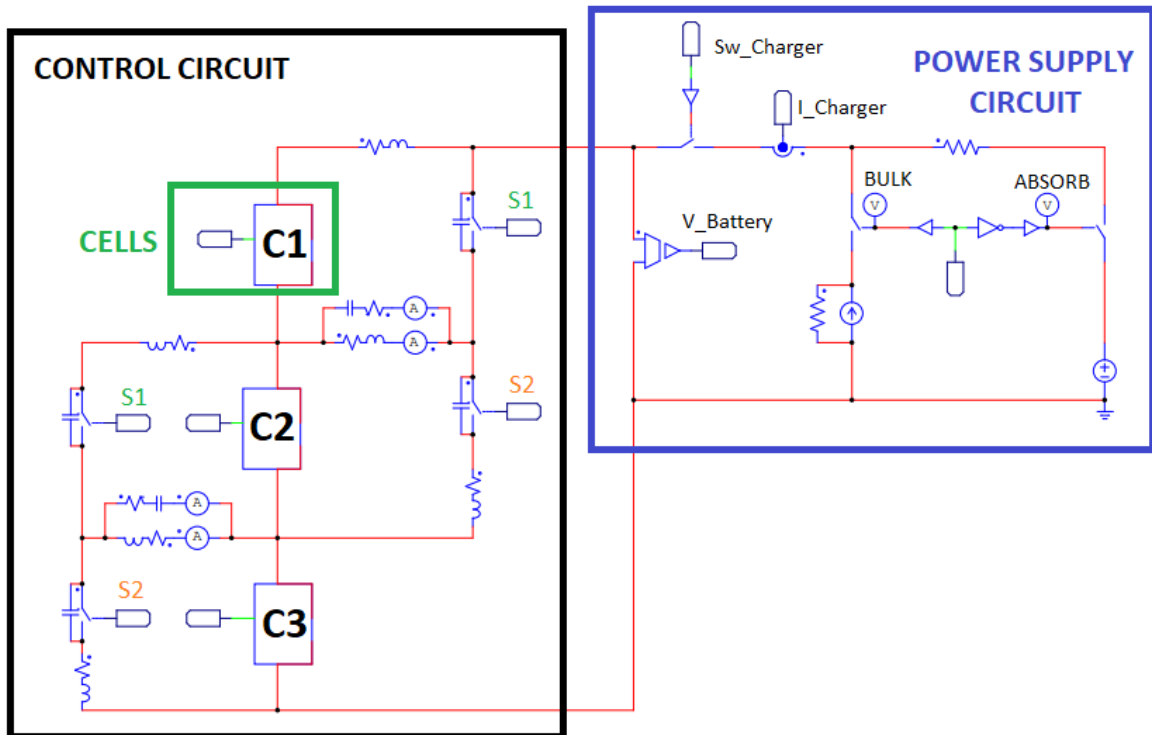 CONTROL CIRCUIT
POWER SUPPLY
CIRCUIT
Sw_Charger
I_Charger
BULK
ABSORB
V
V
V_Battery
CELLS
C1
S1
A
A
S1
C2
S2
A
A
S2
C3